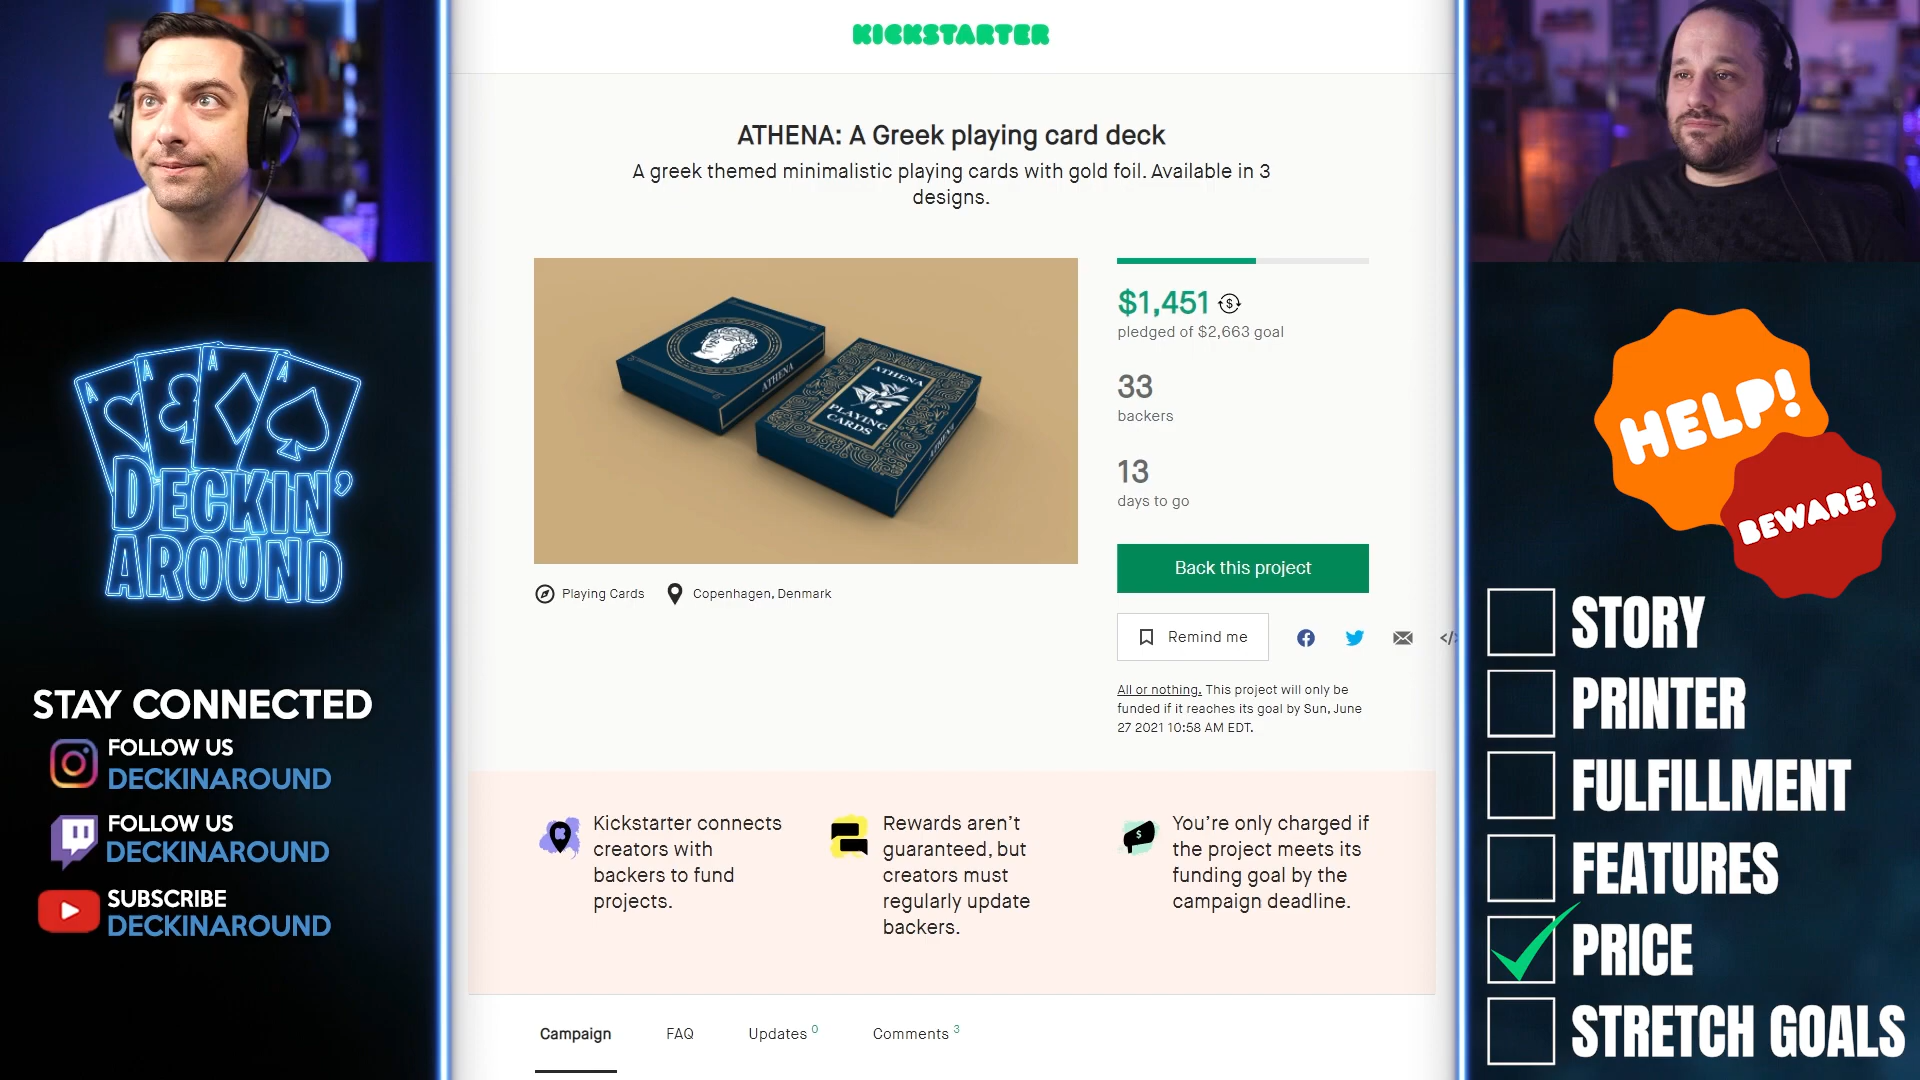 KICKSTARTER
ATHENA: A Greek playing card deck
A greek themed minimalistic playing cards with gold foil. Available in 3
designs.
ATHENA
ATHENA
PLAYING
CARDS
ATHENA
$1,451
pledged of $2,663 goal
33
backers
13
days to go
Back this project
Remind me
All or nothing. This project will only be
funded if it reaches its goal by Sun, June
27 2021 10:58 AM EDT.
Playing Cards
Copenhagen, Denmark
Kickstarter connects
creators with
backers to fund
projects.
Rewards aren't
guaranteed, but
creators must
regularly update
backers.
You're only charged if
the project meets its
funding goal by the
campaign deadline.
Campaign
FAQ
Updates 0
Comments 3
A
A
A
A
DECKIN'
AROUND
STAY CONNECTED
FOLLOW US
DECKINAROUND
FOLLOW US
DECKINAROUND
SUBSCRIBE
DECKINAROUND
HELP!
BEWARE!
STORY
PRINTER
FULFILLMENT
FEATURES
PRICE
STRETCH GOALS